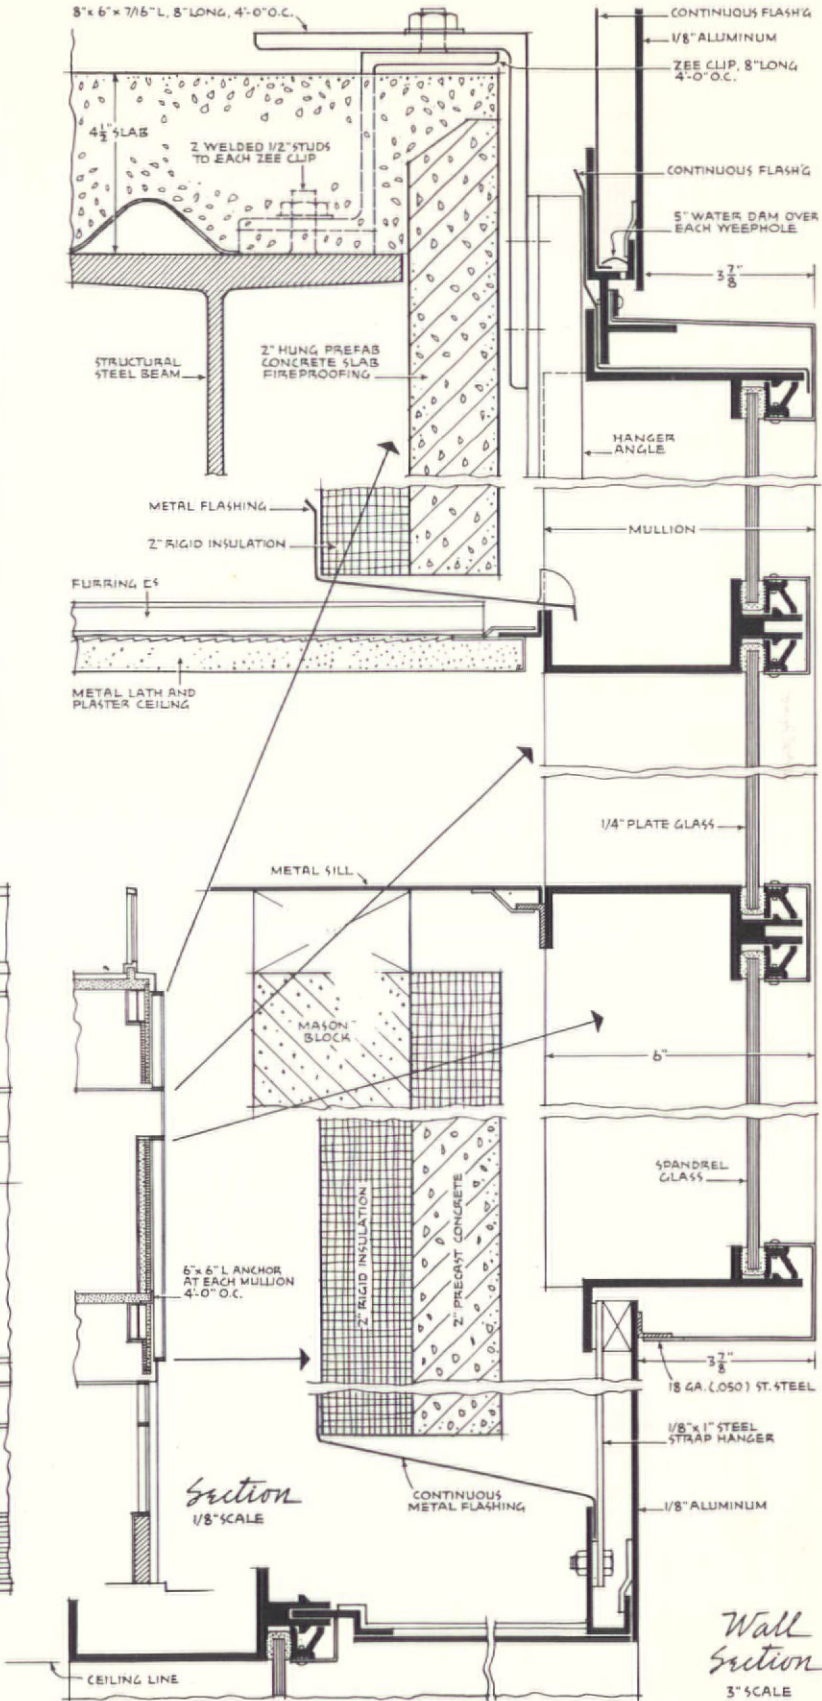 8"x 6"x 7/16" L, 8" LONG, 4'-0" O.C.
CONTINUOUS FLASH'G
1/8" ALUMINUM
ZEE CLIP, 8" LONG
4'-0" O.C.
4½" SLAB
2 WELDED 1/2" STUDS
TO EACH ZEE CLIP
CONTINUOUS FLASH'G
5" WATER DAM OVER
EACH WEEPHOLE
3⅞"
STRUCTURAL
STEEL BEAM
2" HUNG PREFAB
CONCRETE SLAB
FIREPROOFING
HANGER
ANGLE
METAL FLASHING
2" RIGID INSULATION
MULLION
FURRING CS
METAL LATH AND
PLASTER CEILING
1/4" PLATE GLASS
METAL SILL
MASON
BLOCK
6"
SPANDREL
GLASS
2" RIGID INSULATION
2" PRECAST CONCRETE
6"x 6" L ANCHOR
AT EACH MULLION
4'-0" O.C.
3⅞"
18 GA. (.050) ST. STEEL
1/8"x 1" STEEL
STRAP HANGER
Section
1/8" SCALE
CONTINUOUS
METAL FLASHING
1/8" ALUMINUM
Wall
Section
3" SCALE
CEILING LINE